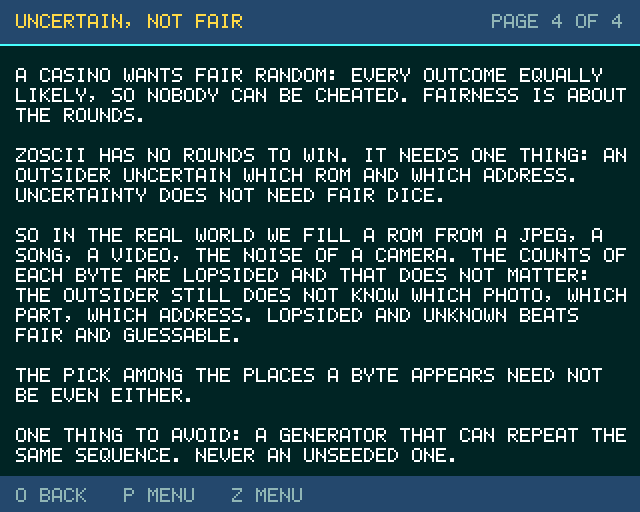 UNCERTAIN, NOT FAIR
PAGE 4 OF 4
A CASINO WANTS FAIR RANDOM: EVERY OUTCOME EQUALLY
LIKELY, SO NOBODY CAN BE CHEATED. FAIRNESS IS ABOUT
THE ROUNDS.
ZOSCII HAS NO ROUNDS TO WIN. IT NEEDS ONE THING: AN
OUTSIDER UNCERTAIN WHICH ROM AND WHICH ADDRESS.
UNCERTAINTY DOES NOT NEED FAIR DICE.
SO IN THE REAL WORLD WE FILL A ROM FROM A JPEG, A
SONG, A VIDEO, THE NOISE OF A CAMERA. THE COUNTS OF
EACH BYTE ARE LOPSIDED AND THAT DOES NOT MATTER:
THE OUTSIDER STILL DOES NOT KNOW WHICH PHOTO, WHICH
PART, WHICH ADDRESS. LOPSIDED AND UNKNOWN BEATS
FAIR AND GUESSABLE.
THE PICK AMONG THE PLACES A BYTE APPEARS NEED NOT
BE EVEN EITHER.
ONE THING TO AVOID: A GENERATOR THAT CAN REPEAT THE
SAME SEQUENCE. NEVER AN UNSEEDED ONE.
O BACK   P MENU   Z MENU